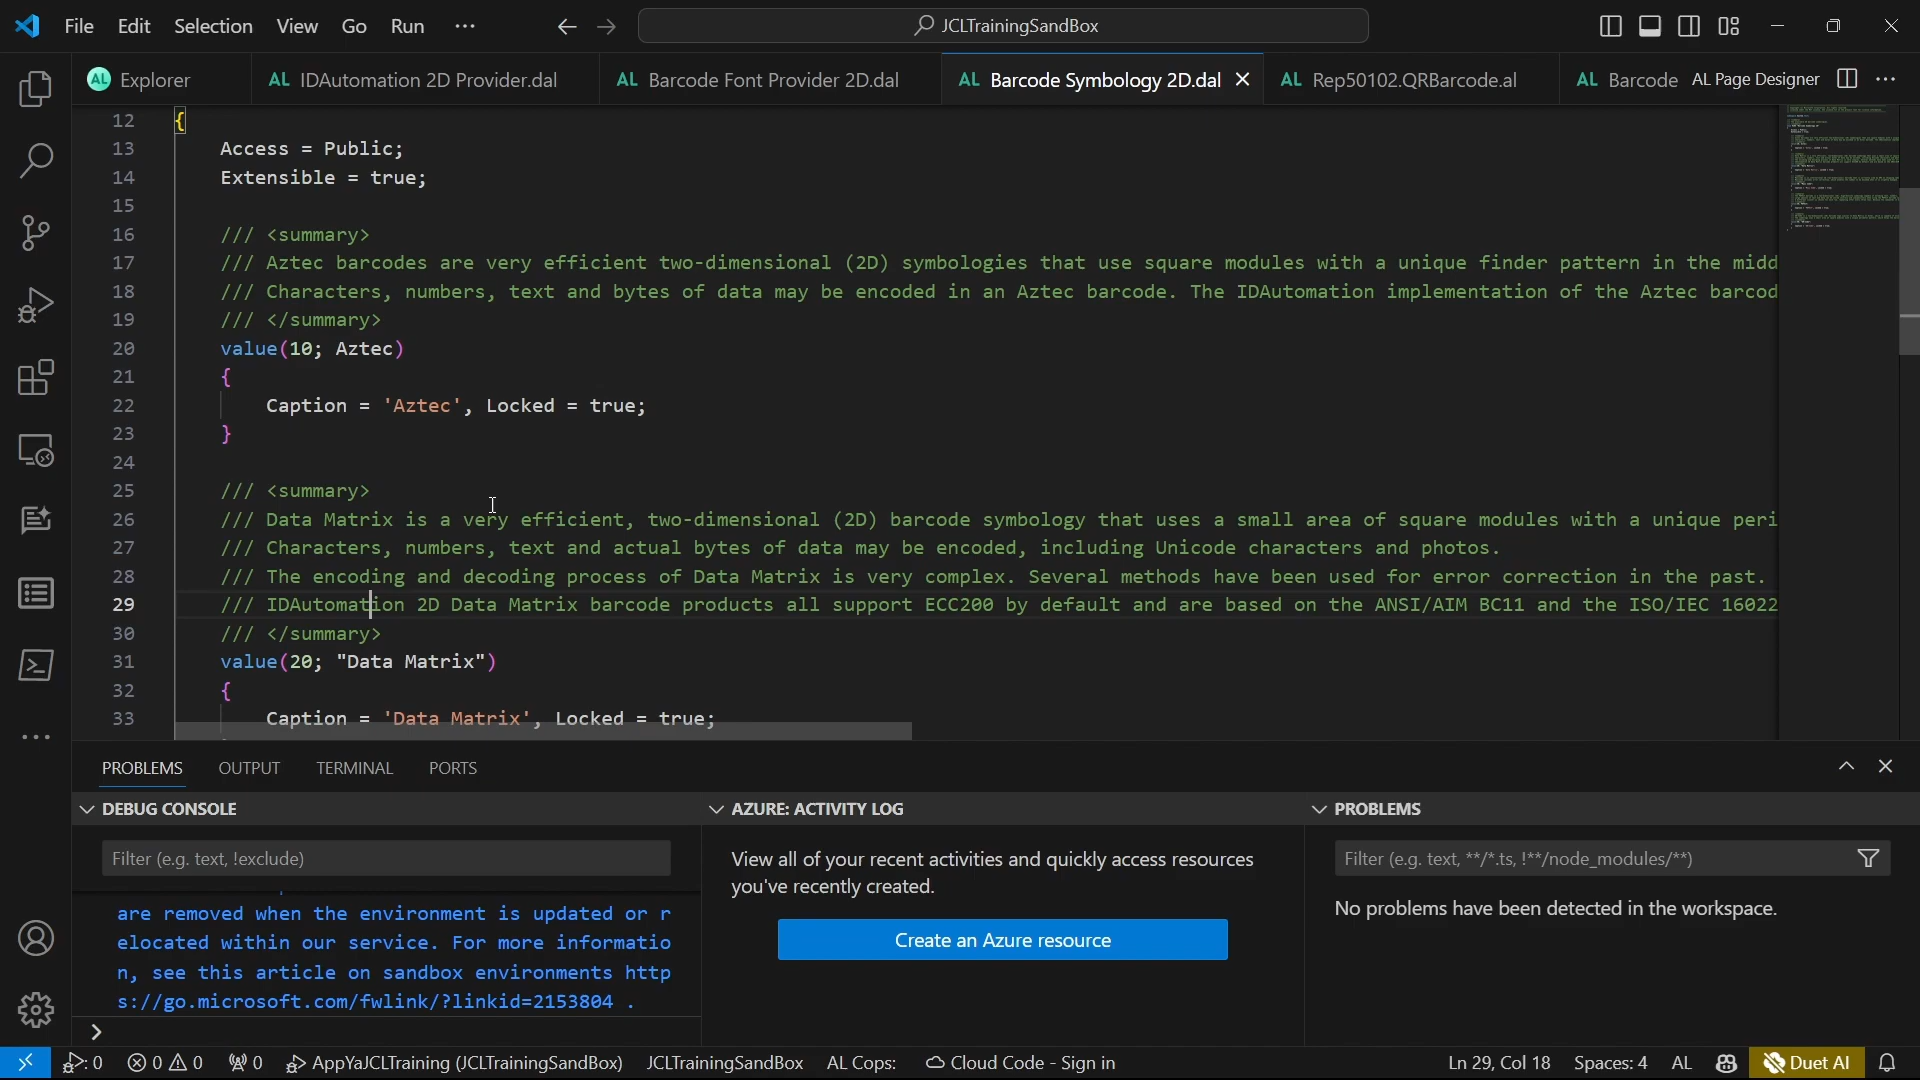 File Edit Selection View Go Run ··· JCLTrainingSandBox
AL Explorer AL IDAutomation 2D Provider.dal AL Barcode Font Provider 2D.dal AL Barcode Symbology 2D.dal AL Rep50102.QRBarcode.al AL Barcode AL Page Designer
12 {
13 Access = Public;
14 Extensible = true;
15
16 /// <summary>
17 /// Aztec barcodes are very efficient two-dimensional (2D) symbologies that use square modules with a unique finder pattern in the midd
18 /// Characters, numbers, text and bytes of data may be encoded in an Aztec barcode. The IDAutomation implementation of the Aztec barcod
19 /// </summary>
20 value(10; Aztec)
21 {
22 Caption = 'Aztec', Locked = true;
23 }
24
25 /// <summary>
26 /// Data Matrix is a very efficient, two-dimensional (2D) barcode symbology that uses a small area of square modules with a unique peri
27 /// Characters, numbers, text and actual bytes of data may be encoded, including Unicode characters and photos.
28 /// The encoding and decoding process of Data Matrix is very complex. Several methods have been used for error correction in the past.
29 /// IDAutomation 2D Data Matrix barcode products all support ECC200 by default and are based on the ANSI/AIM BC11 and the ISO/IEC 16022
30 /// </summary>
31 value(20; "Data Matrix")
32 {
33 Caption = 'Data Matrix', Locked = true;
PROBLEMS OUTPUT TERMINAL PORTS
DEBUG CONSOLE
Filter (e.g. text, !exclude)
are removed when the environment is updated or r
elocated within our service. For more informatio
n, see this article on sandbox environments http
s://go.microsoft.com/fwlink/?linkid=2153804 .
AZURE: ACTIVITY LOG
View all of your recent activities and quickly access resources
you've recently created.
Create an Azure resource
PROBLEMS
Filter (e.g. text, **/*.ts, !**/node_modules/**)
No problems have been detected in the workspace.
0 0 0 0 AppYaJCLTraining (JCLTrainingSandBox) JCLTrainingSandBox AL Cops: Cloud Code - Sign in Ln 29, Col 18 Spaces: 4 AL Duet AI